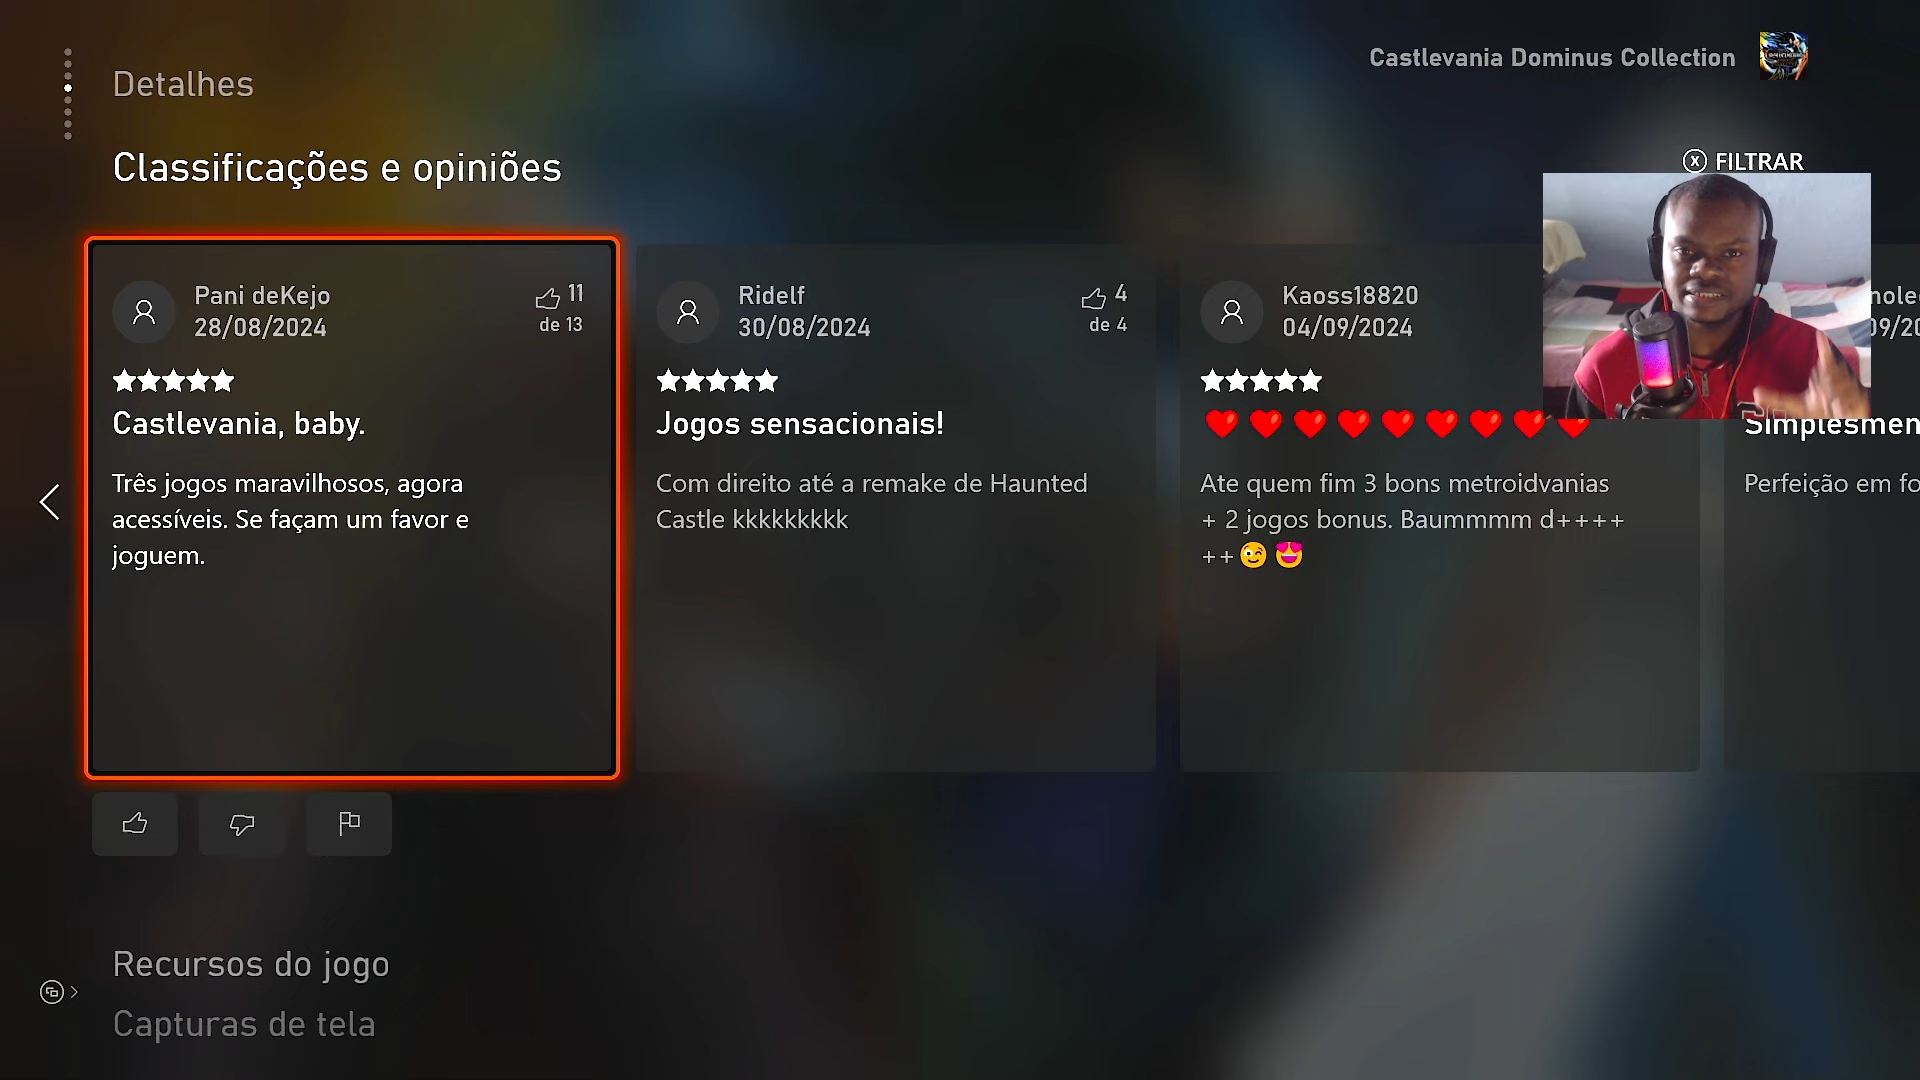 Detalhes
Castlevania Dominus Collection
Classificações e opiniões
FILTRAR
Pani deKejo
28/08/2024
11
de 13
Castlevania, baby.
Três jogos maravilhosos, agora
acessíveis. Se façam um favor e
joguem.
Ridelf
30/08/2024
4
de 4
Jogos sensacionais!
Com direito até a remake de Haunted
Castle kkkkkkkkk
Kaoss18820
04/09/2024
❤️❤️❤️❤️❤️❤️❤️❤️❤️
Ate quem fim 3 bons metroidvanias
+ 2 jogos bonus. Baummmm d++++
++😉😍
Perfeição em
Recursos do jogo
Capturas de tela